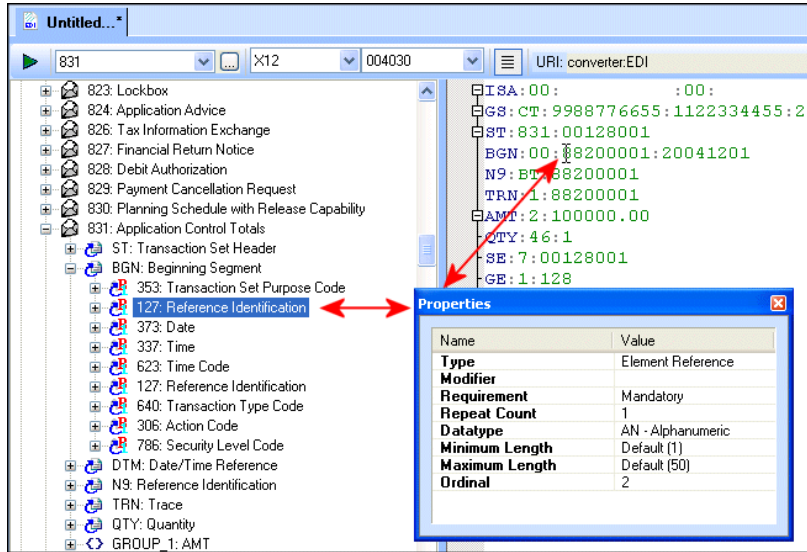 Untitled...*
831 ... X12 004030 URI: converter:EDI
823: Lockbox
824: Application Advice
826: Tax Information Exchange
827: Financial Return Notice
828: Debit Authorization
829: Payment Cancellation Request
830: Planning Schedule with Release Capability
831: Application Control Totals
ST: Transaction Set Header
BGN: Beginning Segment
353: Transaction Set Purpose Code
127: Reference Identification
373: Date
337: Time
623: Time Code
127: Reference Identification
640: Transaction Type Code
306: Action Code
786: Security Level Code
DTM: Date/Time Reference
N9: Reference Identification
TRN: Trace
QTY: Quantity
GROUP_1: AMT
ISA:00: :00:
GS:CT:9988776655:1122334455:2
ST:831:00128001
BGN:00:88200001:20041201
N9:BT:88200001
TRN:1:88200001
AMT:2:100000.00
QTY:46:1
SE:7:00128001
GE:1:128
Properties
Name Value
Type Element Reference
Modifier
Requirement Mandatory
Repeat Count 1
Datatype AN - Alphanumeric
Minimum Length Default (1)
Maximum Length Default (50)
Ordinal 2